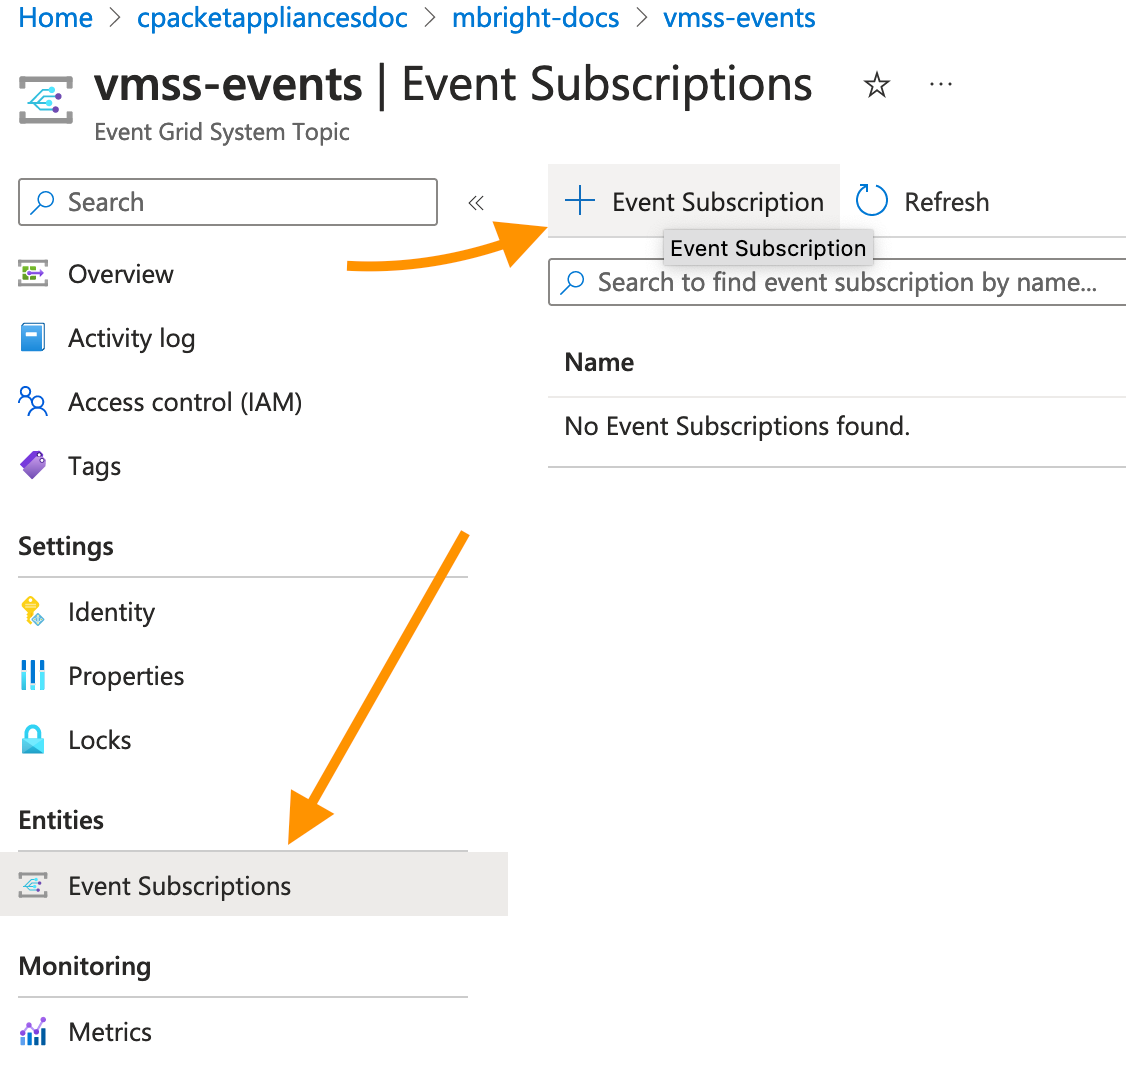 Home > cpacketappliancesdoc > mbright-docs > vmss-events
vmss-events | Event Subscriptions
Event Grid System Topic
Search
Overview
Activity log
Access control (IAM)
Tags
Settings
Identity
Properties
Locks
Entities
Event Subscriptions
Monitoring
Metrics
Event Subscription
Refresh
Event Subscription
Search to find event subscription by name...
Name
No Event Subscriptions found.